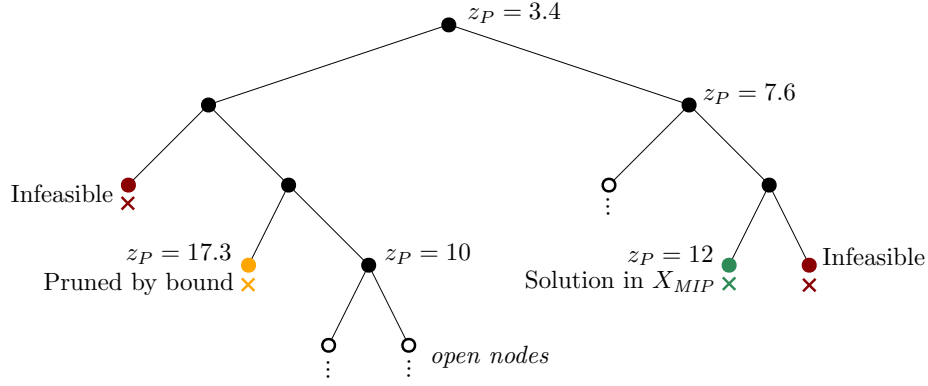 z_P = 3.4
z_P = 7.6
Infeasible
z_P = 17.3
Pruned by bound
z_P = 10
z_P = 12
Solution in X_MIP
Infeasible
open nodes